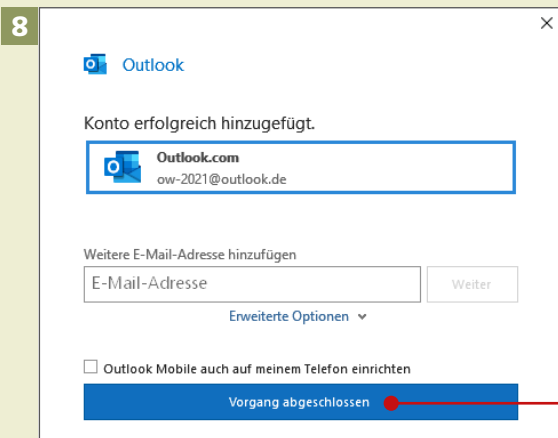 8
Outlook
Konto erfolgreich hinzugefügt.
Outlook.com
ow-2021@outlook.de
Weitere E-Mail-Adresse hinzufügen
E-Mail-Adresse
Weiter
Erweiterte Optionen
Outlook Mobile auch auf meinem Telefon einrichten
Vorgang abgeschlossen